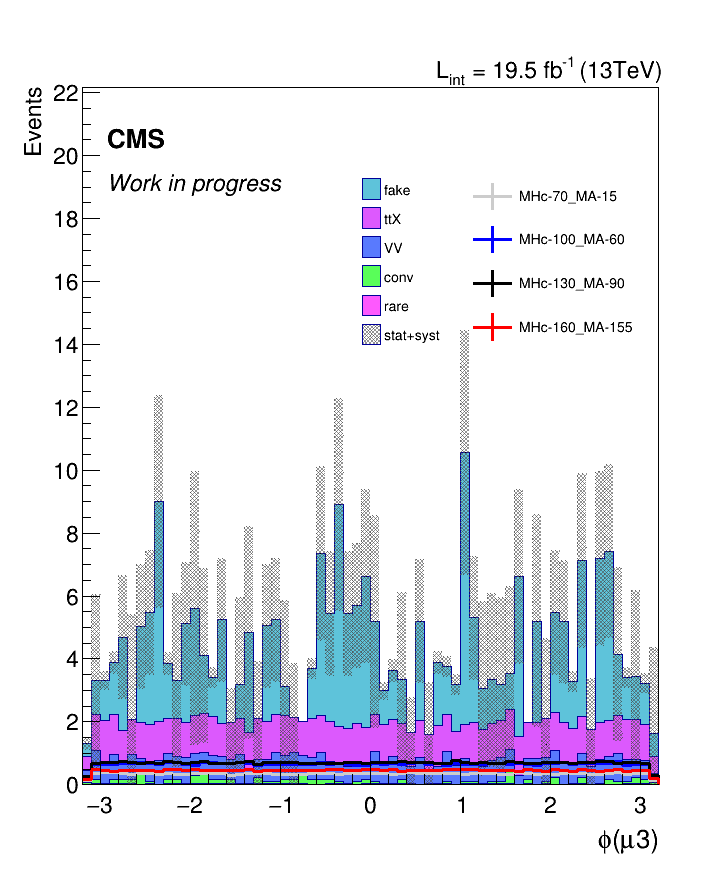 L_int = 19.5 fb^-1 (13TeV)
Events
22
20
18
16
14
12
10
8
6
4
2
0
CMS
Work in progress
fake
ttX
VV
conv
rare
stat+syst
MHc-70_MA-15
MHc-100_MA-60
MHc-130_MA-90
MHc-160_MA-155
−3 −2 −1 0 1 2 3
ϕ(μ3)